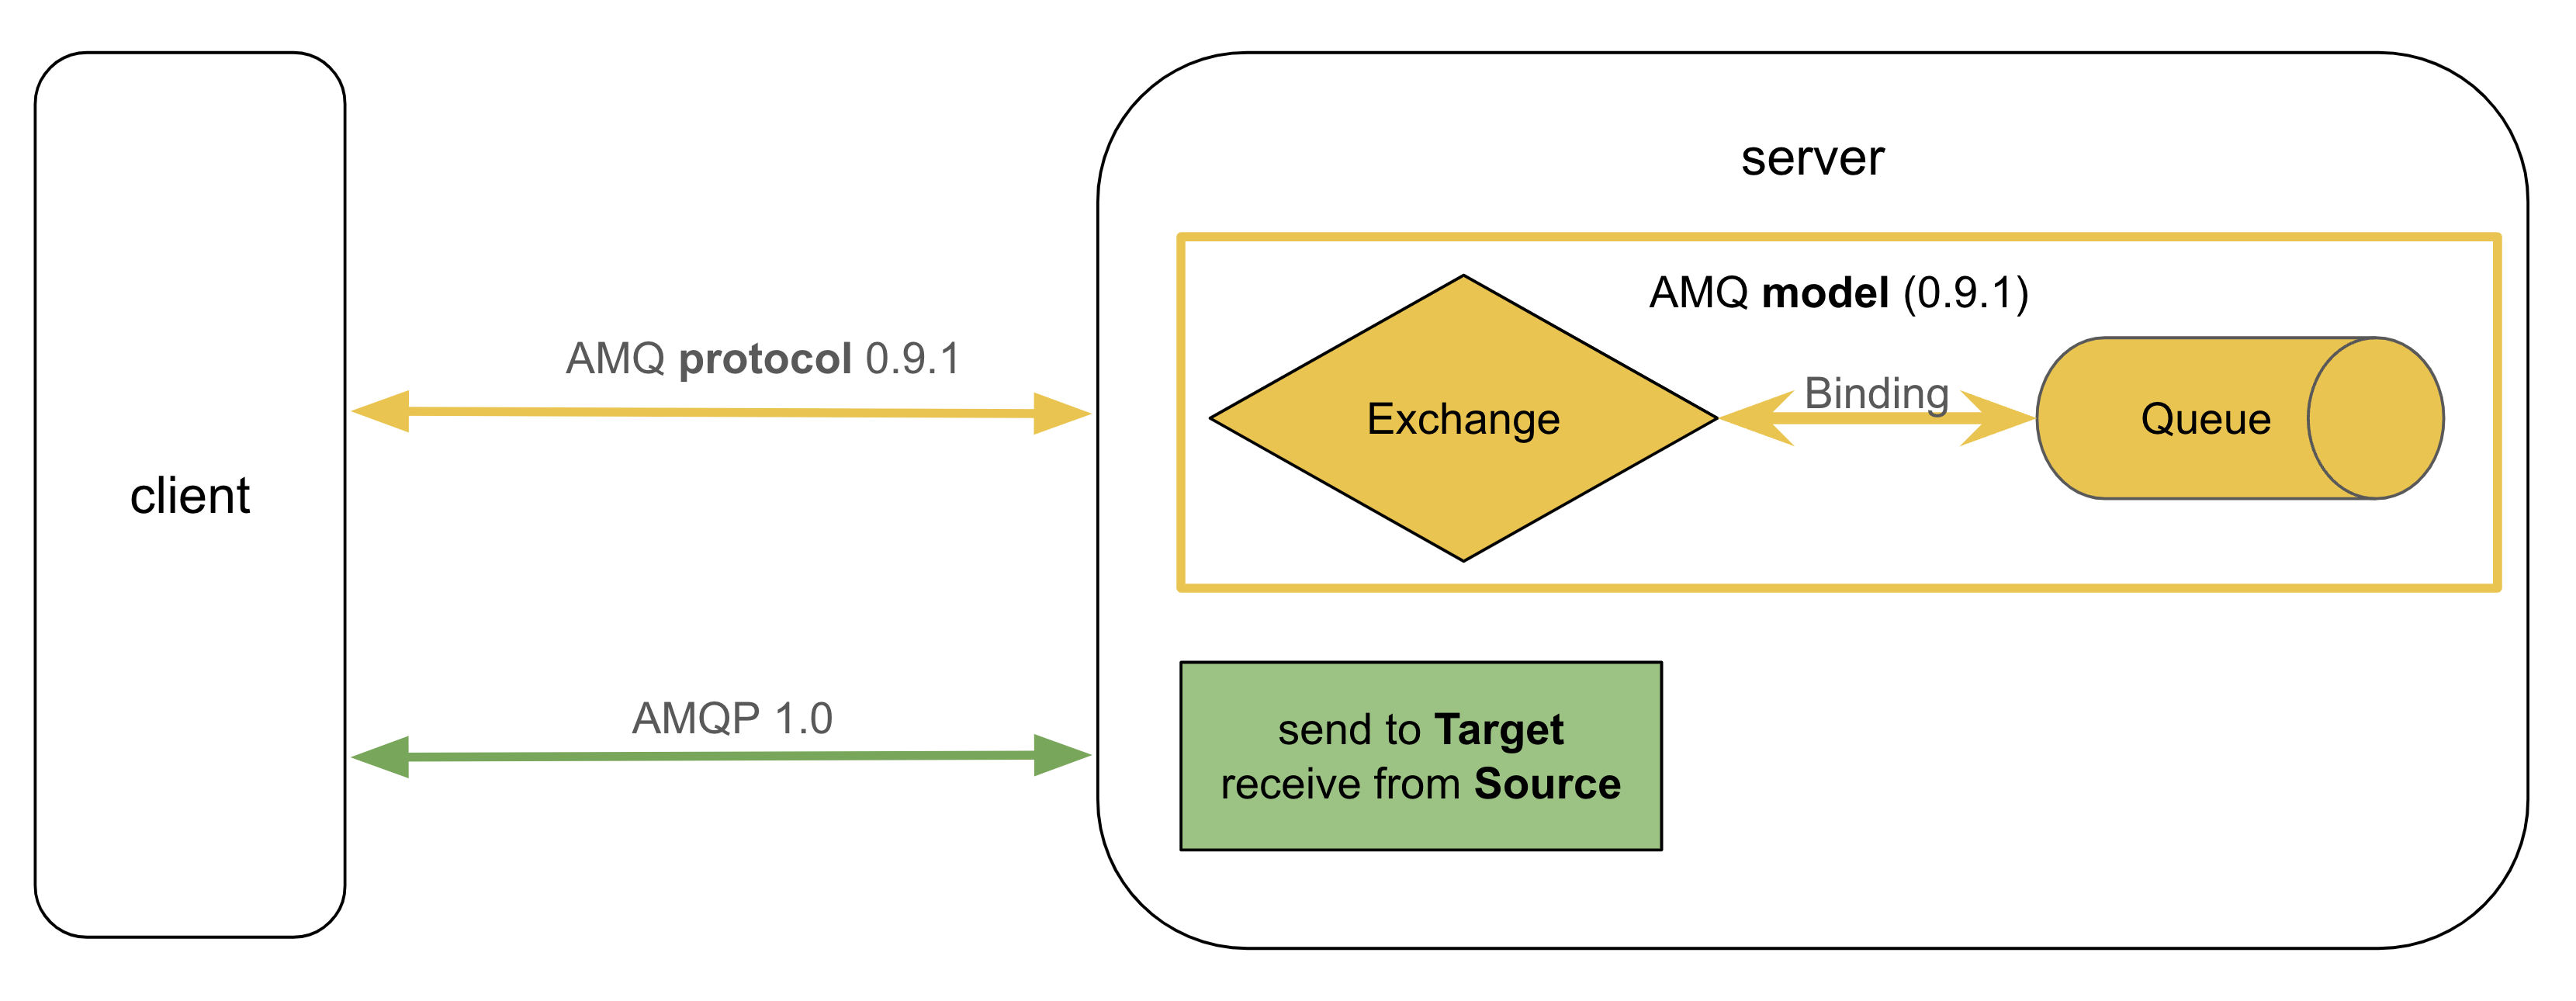 client
AMQ protocol 0.9.1
AMQP 1.0
server
AMQ model (0.9.1)
Exchange
Binding
Queue
send to Target
receive from Source